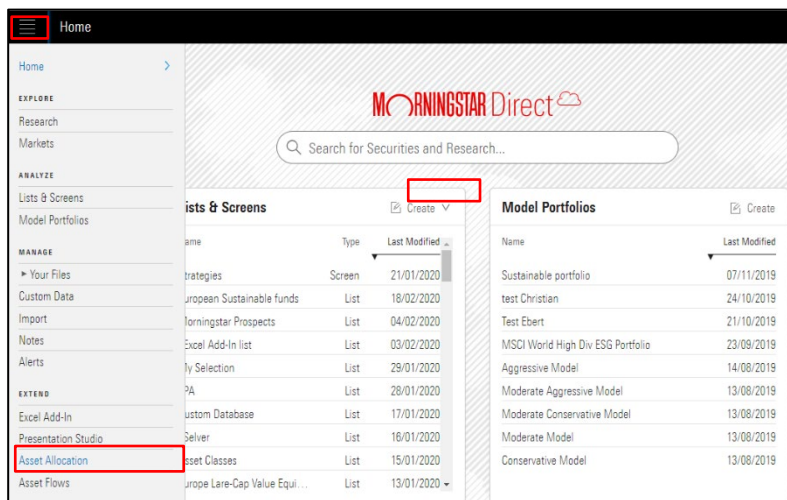 Home
Home
EXPLORE
Research
Markets
ANALYZE
Lists & Screens
Model Portfolios
MANAGE
Your Files
Custom Data
Import
Notes
Alerts
EXTEND
Excel Add-In
Presentation Studio
Asset Allocation
Asset Flows
MORNINGSTAR Direct
Search for Securities and Research...
ists & Screens Create
ame Type Last Modified
trategies Screen 21/01/2020
uropean Sustainable funds List 18/02/2020
lorningstar Prospects List 04/02/2020
Excel Add-In list List 03/02/2020
ly Selection List 29/01/2020
PA List 28/01/2020
ustom Database List 17/01/2020
Selver List 16/01/2020
sset Classes List 15/01/2020
urope Lare-Cap Value Equi... List 13/01/2020
Model Portfolios Create
Name Last Modified
Sustainable portfolio 07/11/2019
test Christian 24/10/2019
Test Ebert 21/10/2019
MSCI World High Div ESG Portfolio 23/09/2019
Aggressive Model 14/08/2019
Moderate Aggressive Model 13/08/2019
Moderate Conservative Model 13/08/2019
Moderate Model 13/08/2019
Conservative Model 13/08/2019